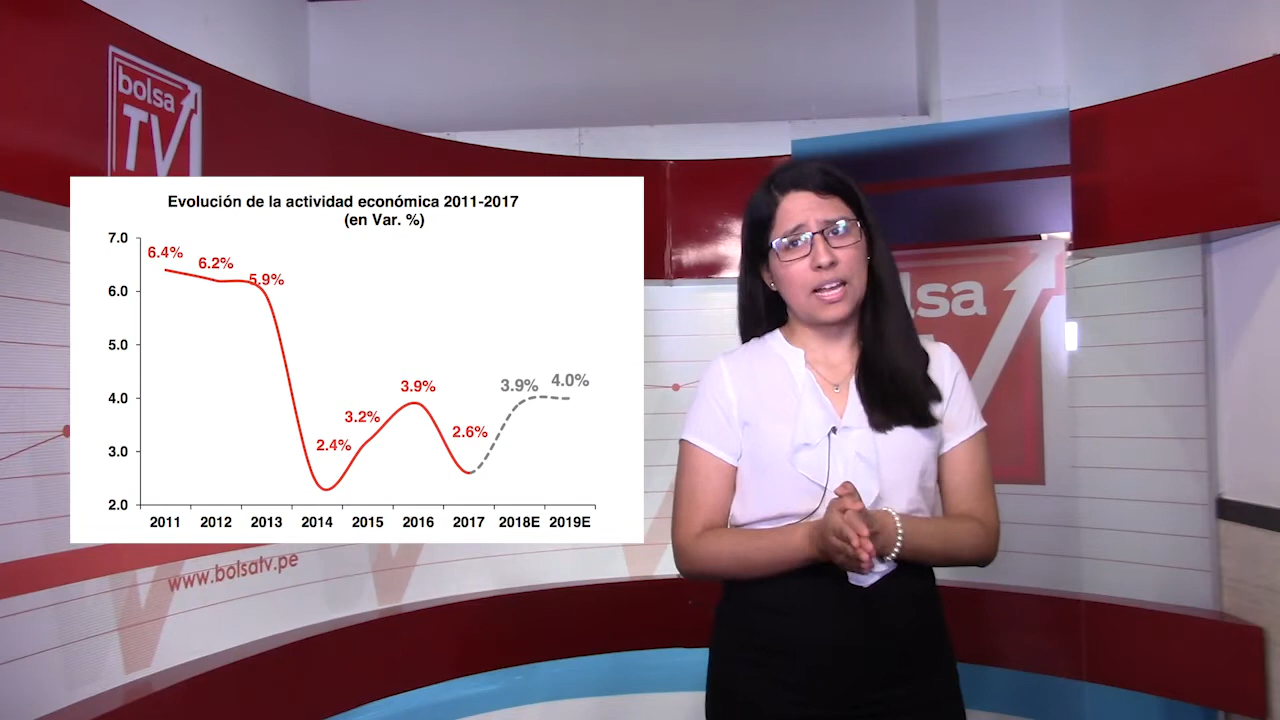 bolsa
TV
Evolución de la actividad económica 2011-2017
(en Var. %)
7.0
6.0
5.0
4.0
3.0
2.0
6.4%
6.2%
5.9%
2.4%
3.2%
3.9%
2.6%
3.9%
4.0%
2011 2012 2013 2014 2015 2016 2017 2018E 2019E
lsa
www.bolsatv.pe